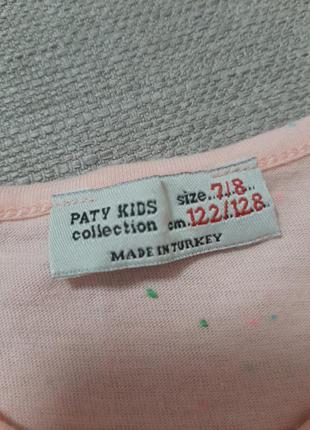 PATY KIDS
collection
size..7/8..
cm.122/.128.
MADE IN TURKEY